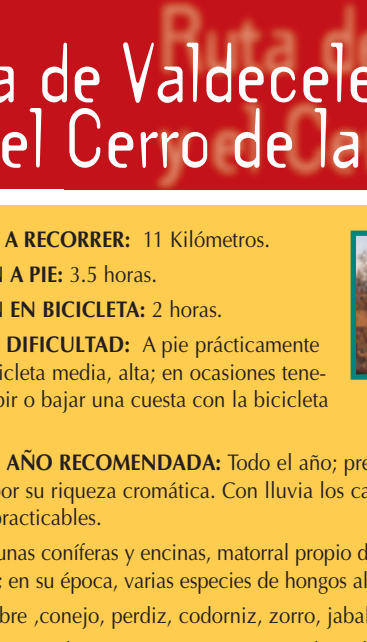 a de Valdecele
el Cerro de la
A RECORRER: 11 Kilómetros.
N A PIE: 3.5 horas.
N EN BICICLETA: 2 horas.
DIFICULTAD: A pie prácticamente
icleta media, alta; en ocasiones tene-
bir o bajar una cuesta con la bicicleta
AÑO RECOMENDADA: Todo el año; pre
por su riqueza cromática. Con lluvia los ca
practicables.
unas coníferas y encinas, matorral propio d
; en su época, varias especies de hongos al
bre ,conejo, perdiz, codorniz, zorro, jabal